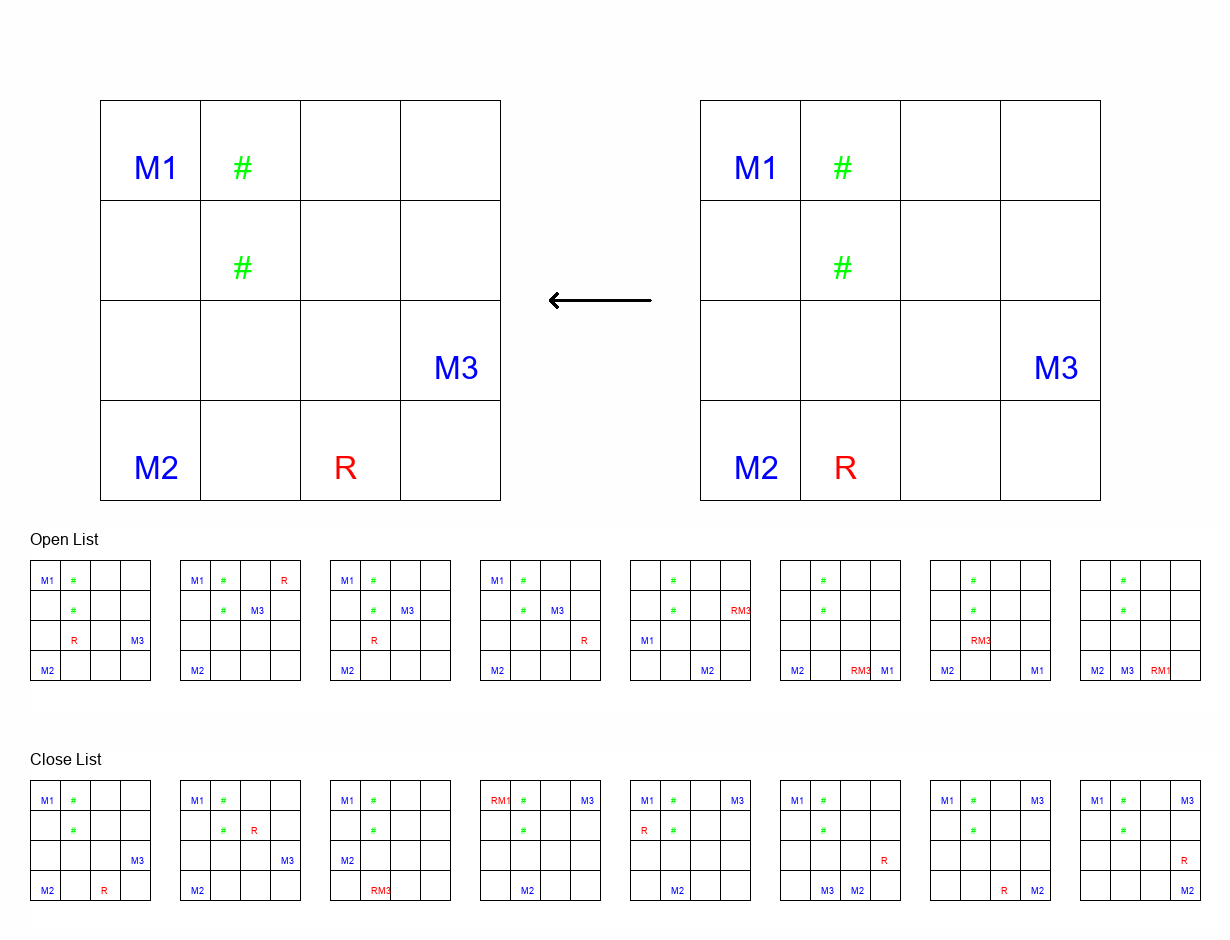 M1 # M1 #
# #
M3 M3
M2 R M2 R
Open List
M1 # M1 # R M1 # M1 # # # # #
# # M3 # M3 # M3 # RM3 # # #
R M3 R R M1 RM3
M2 M2 M2 M2 M2 M2 RM3 M1 M2 M1 M2 M3 RM1
Close List
M1 # M1 # M1 # RM1 # M3 M1 # M3 M1 # M1 # M3 M1 # M3
# # R # # R # # # #
M3 M3 M2 R R
M2 R M2 RM3 M2 M2 M3 M2 R M2 M2